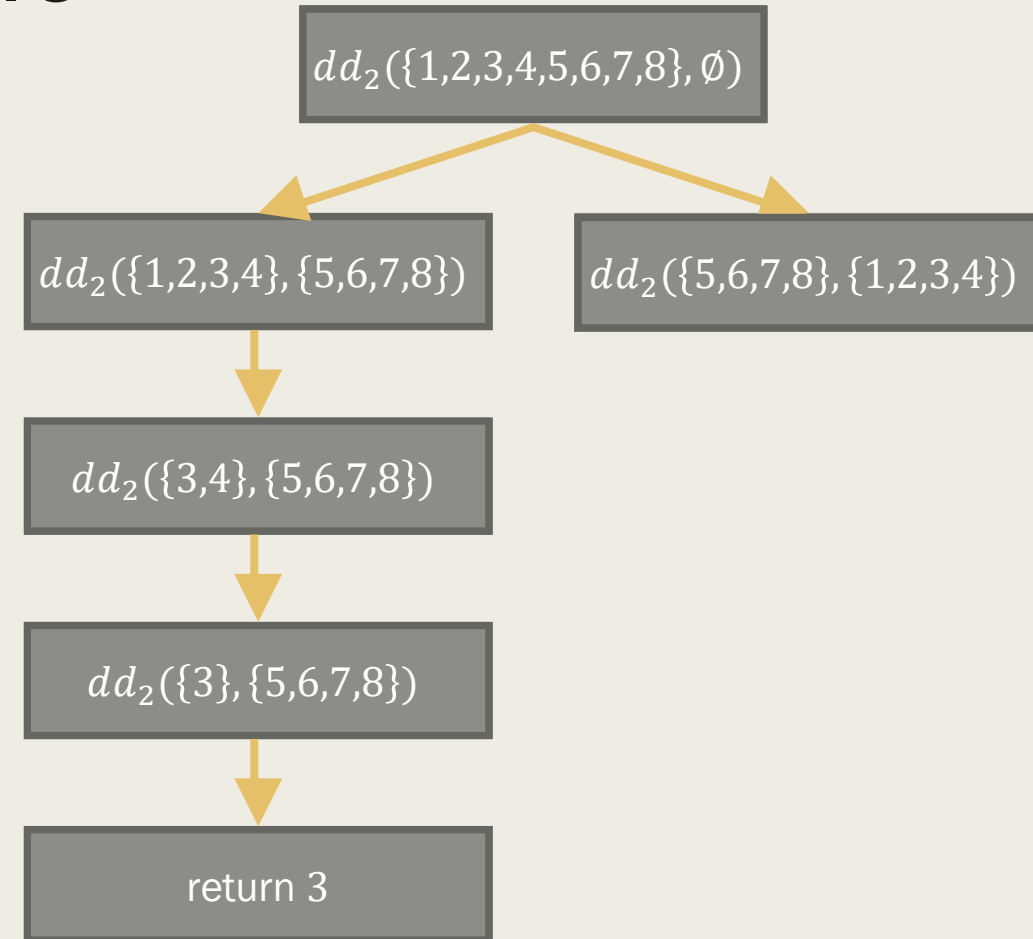 𝑑𝑑₂({1,2,3,4,5,6,7,8}, ∅)
𝑑𝑑₂({1,2,3,4}, {5,6,7,8})
𝑑𝑑₂({5,6,7,8}, {1,2,3,4})
𝑑𝑑₂({3,4}, {5,6,7,8})
𝑑𝑑₂({3}, {5,6,7,8})
return 3